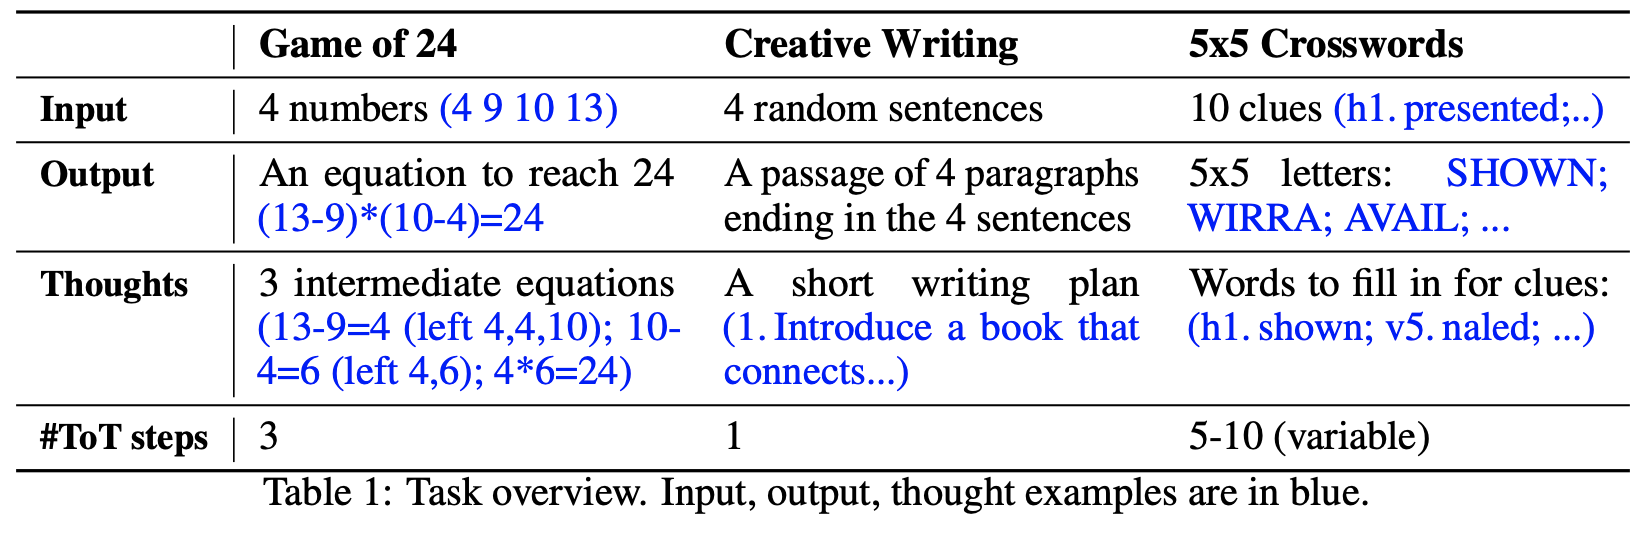 Game of 24 Creative Writing 5x5 Crosswords
Input 4 numbers (4 9 10 13) 4 random sentences 10 clues (h1. presented;..)
Output An equation to reach 24 A passage of 4 paragraphs 5x5 letters: SHOWN;
(13-9)*(10-4)=24 ending in the 4 sentences WIRRA; AVAIL; ...
Thoughts 3 intermediate equations A short writing plan Words to fill in for clues:
(13-9=4 (left 4,4,10); 10- (1. Introduce a book that (h1. shown; v5. naled; ...)
4=6 (left 4,6); 4*6=24) connects...)
#ToT steps 3 1 5-10 (variable)
Table 1: Task overview. Input, output, thought examples are in blue.